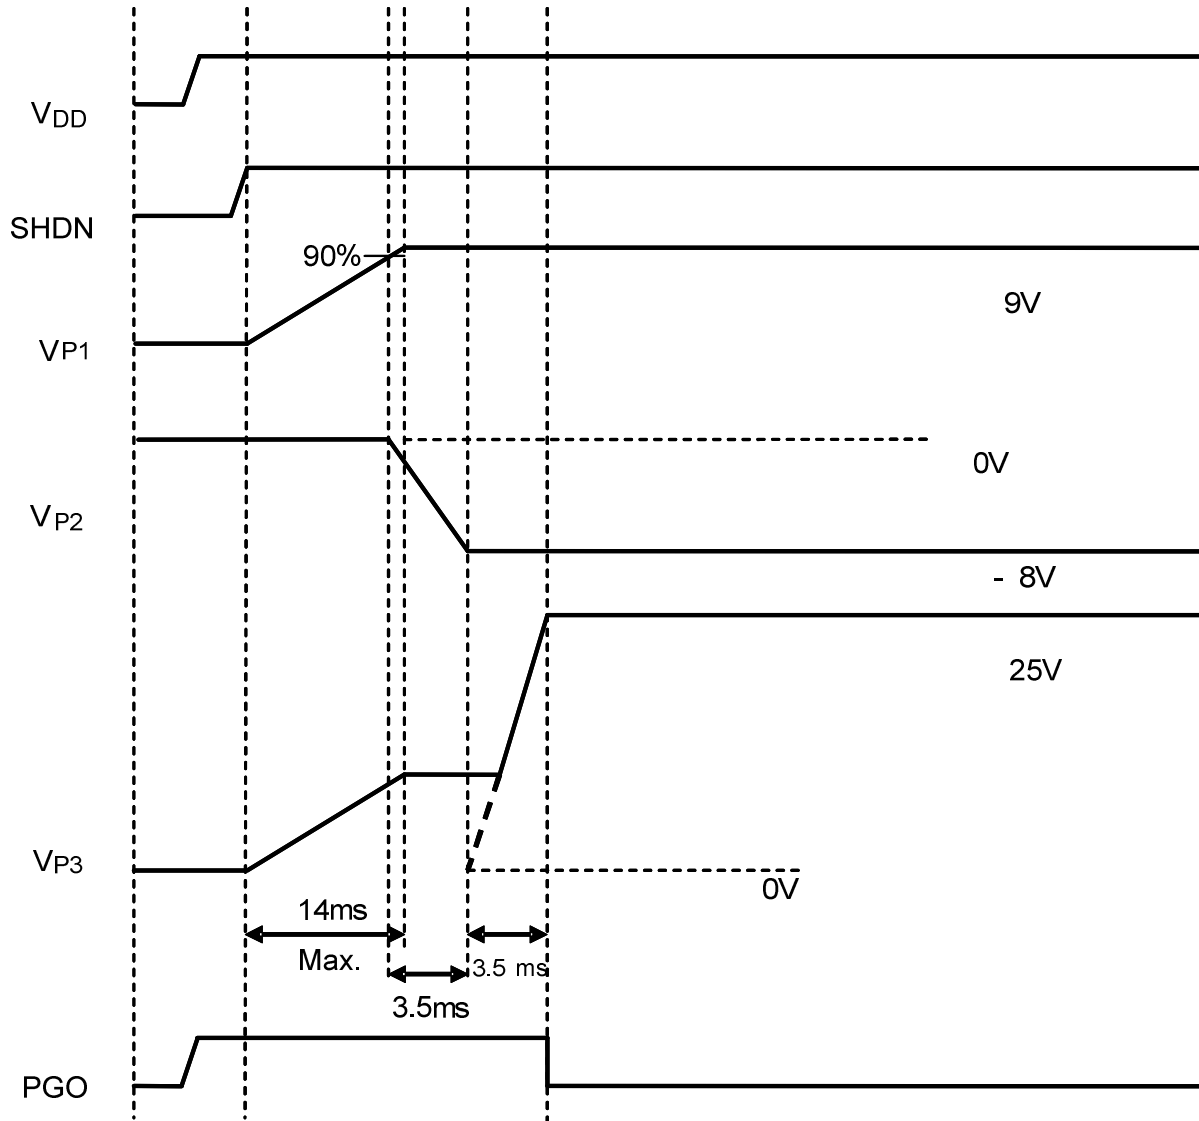 VDD
SHDN
90%
9V
VP1
0V
VP2
- 8V
25V
VP3
0V
14ms
Max.
3.5 ms
3.5ms
PGO